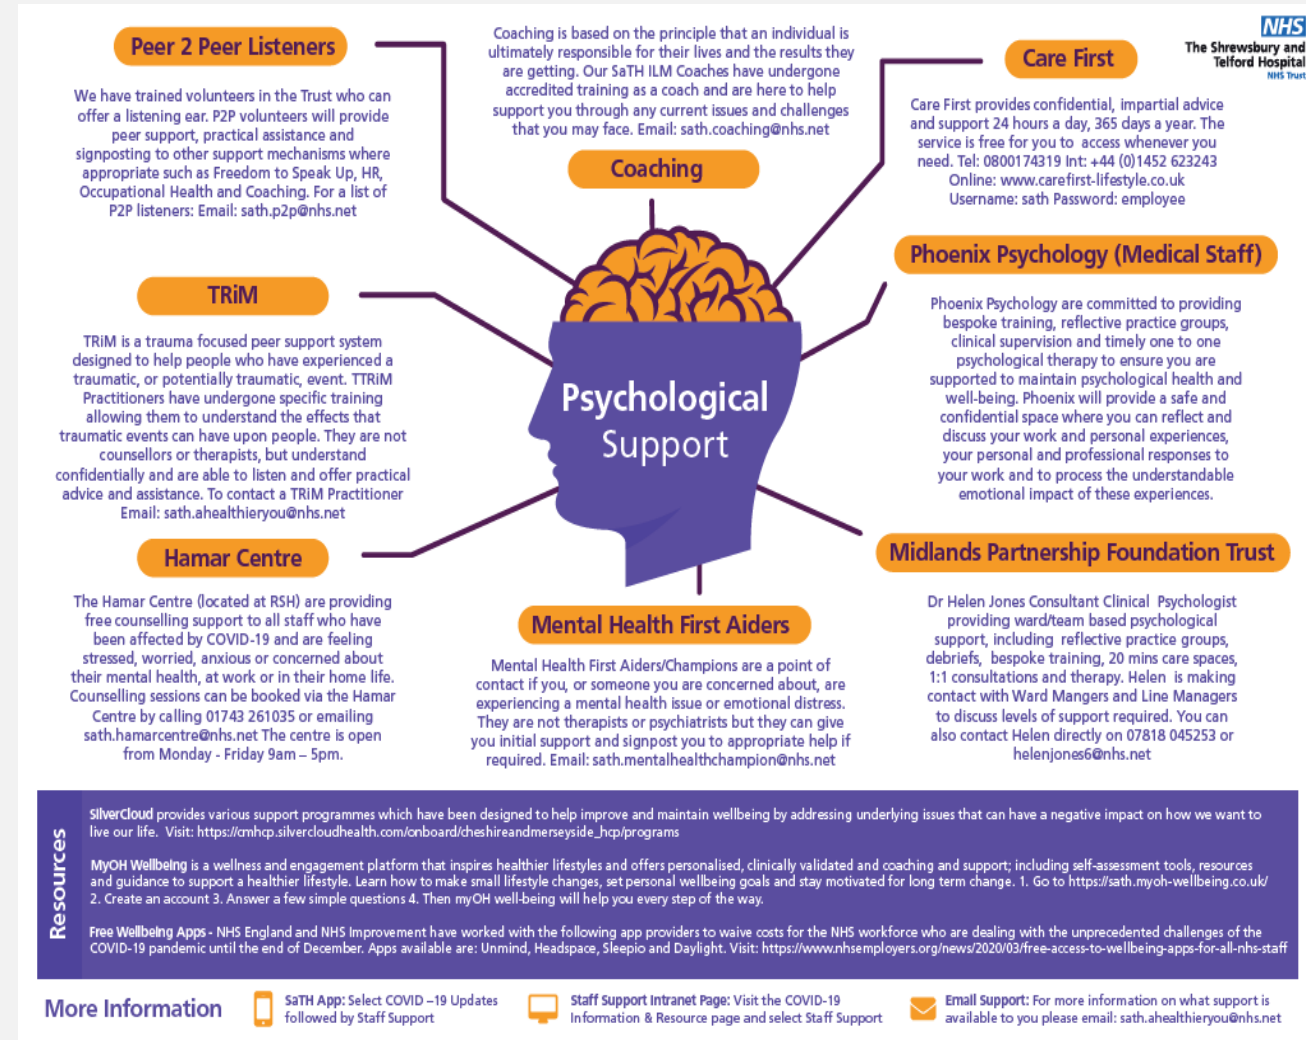 NHS
The Shrewsbury and
Telford Hospital
NHS Trust
Peer 2 Peer Listeners
We have trained volunteers in the Trust who can
offer a listening ear. P2P volunteers will provide
peer support, practical assistance and
signposting to other support mechanisms where
appropriate such as Freedom to Speak Up, HR,
Occupational Health and Coaching. For a list of
P2P listeners: Email: sath.p2p@nhs.net
Coaching is based on the principle that an individual is
ultimately responsible for their lives and the results they
are getting. Our SaTH ILM Coaches have undergone
accredited training as a coach and are here to help
support you through any current issues and challenges
that you may face. Email: sath.coaching@nhs.net
Coaching
Care First
Care First provides confidential, impartial advice
and support 24 hours a day, 365 days a year. The
service is free for you to access whenever you
need. Tel: 0800174319 Int: +44 (0)1452 623243
Online: www.carefirst-lifestyle.co.uk
Username: sath Password: employee
TRiM
TRiM is a trauma focused peer support system
designed to help people who have experienced a
traumatic, or potentially traumatic, event. TTRiM
Practitioners have undergone specific training
allowing them to understand the effects that
traumatic events can have upon people. They are not
counsellors or therapists, but understand
confidentially and are able to listen and offer practical
advice and assistance. To contact a TRiM Practitioner
Email: sath.ahealthieryou@nhs.net
Psychological
Support
Phoenix Psychology (Medical Staff)
Phoenix Psychology are committed to providing
bespoke training, reflective practice groups,
clinical supervision and timely one to one
psychological therapy to ensure you are
supported to maintain psychological health and
well-being. Phoenix will provide a safe and
confidential space where you can reflect and
discuss your work and personal experiences,
your personal and professional responses to
your work and to process the understandable
emotional impact of these experiences.
Hamar Centre
The Hamar Centre (located at RSH) are providing
free counselling support to all staff who have
been affected by COVID-19 and are feeling
stressed, worried, anxious or concerned about
their mental health, at work or in their home life.
Counselling sessions can be booked via the Hamar
Centre by calling 01743 261035 or emailing
sath.hamarcentre@nhs.net The centre is open
from Monday - Friday 9am – 5pm.
Mental Health First Aiders
Mental Health First Aiders/Champions are a point of
contact if you, or someone you are concerned about, are
experiencing a mental health issue or emotional distress.
They are not therapists or psychiatrists but they can give
you initial support and signpost you to appropriate help if
required. Email: sath.mentalhealthchampion@nhs.net
Midlands Partnership Foundation Trust
Dr Helen Jones Consultant Clinical Psychologist
providing ward/team based psychological
support, including reflective practice groups,
debriefs, bespoke training, 20 mins care spaces,
1:1 consultations and therapy. Helen is making
contact with Ward Mangers and Line Managers
to discuss levels of support required. You can
also contact Helen directly on 07818 045253 or
helenjones6@nhs.net
Resources
SilverCloud provides various support programmes which have been designed to help improve and maintain wellbeing by addressing underlying issues that can have a negative impact on how we want to
live our life. Visit: https://cmhcp.silvercloudhealth.com/onboard/cheshireandmerseyside_hcp/programs
MyOH Wellbeing is a wellness and engagement platform that inspires healthier lifestyles and offers personalised, clinically validated and coaching and support; including self-assessment tools, resources
and guidance to support a healthier lifestyle. Learn how to make small lifestyle changes, set personal wellbeing goals and stay motivated for long term change. 1. Go to https://sath.myoh-wellbeing.co.uk/
2. Create an account 3. Answer a few simple questions 4. Then myOH well-being will help you every step of the way.
Free Wellbeing Apps - NHS England and NHS Improvement have worked with the following app providers to waive costs for the NHS workforce who are dealing with the unprecedented challenges of the
COVID-19 pandemic until the end of December. Apps available are: Unmind, Headspace, Sleepio and Daylight. Visit: https://www.nhsemployers.org/news/2020/03/free-access-to-wellbeing-apps-for-all-nhs-staff
More Information
SaTH App: Select COVID –19 Updates
followed by Staff Support
Staff Support Intranet Page: Visit the COVID-19
Information & Resource page and select Staff Support
Email Support: For more information on what support is
available to you please email: sath.ahealthieryou@nhs.net